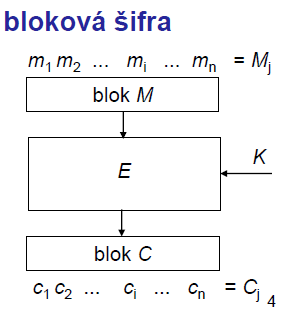 bloková šifra
m1 m2 ... mi ... mn = Mj
blok M
E
K
blok C
c1 c2 ... ci ... cn = Cj
4